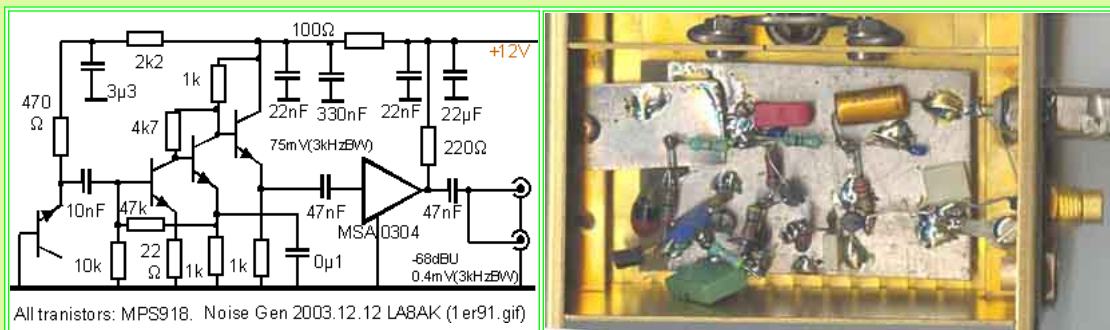 100Ω
+12V
2k2
1k
3µ3
470
Ω
22nF
330nF
22nF
22µF
4k7
75mV(3kHzBW)
220Ω
10nF
47k
47nF
47nF
MSA 0304
10k
22
Ω
1k
1k
0µ1
-68dBU
0.4mV(3kHzBW)
All tranistors: MPS918. Noise Gen 2003.12.12 LA8AK (1er91.gif)